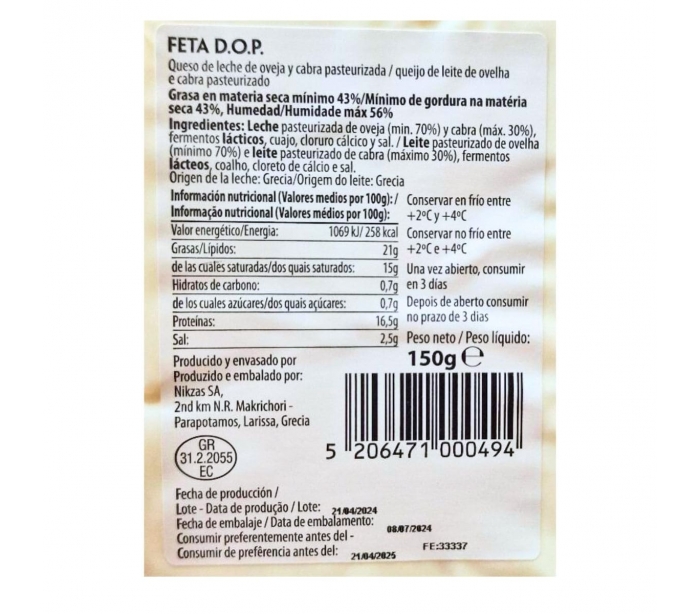 FETA D.O.P.
Queso de leche de oveja y cabra pasteurizada / queijo de leite de ovelha
e cabra pasteurizado
Grasa en materia seca mínimo 43%/Mínimo de gordura na matéria
seca 43%, Humedad/Humidade máx 56%
Ingredientes: Leche pasteurizada de oveja (min. 70%) y cabra (máx. 30%),
fermentos lácticos, cuajo, cloruro cálcico y sal. / Leite pasteurizado de ovelha
(mínimo 70%) e leite pasteurizado de cabra (máximo 30%), fermentos
lácteos, coalho, cloreto de cálcio e sal.
Origen de la leche: Grecia/Origem do leite: Grecia
Información nutricional (Valores medios por 100g): /
Informação nutricional (Valores médios por 100g):
Valor energético/Energia: 1069 kJ/ 258 kcal
Grasas/Lípidos: 21g
de las cuales saturadas/dos quais saturados: 15g
Hidratos de carbono: 0,7g
de los cuales azúcares/dos quais açúcares: 0,7g
Proteínas: 16,5g
Sal: 2,5g
Conservar en frío entre
+2ºC y +4ºC
Conservar no frio entre
+2ºC e +4ºC
Una vez abierto, consumir
en 3 días
Depois de aberto consumir
no prazo de 3 dias
Peso neto / Peso líquido:
150g ℮
Producido y envasado por
Produzido e embalado por:
Nikzas SA,
2nd km N.R. Makrichori -
Parapotamos, Larissa, Grecia
5 206471 000494
GR
31.2.2055
EC
Fecha de producción /
Lote - Data de produção / Lote: 21/04/2024
Fecha de embalaje / Data de embalamento: 08/07/2024
Consumir preferentemente antes del -
Consumir de prefêrencia antes del: 21/04/2025
FE:33337